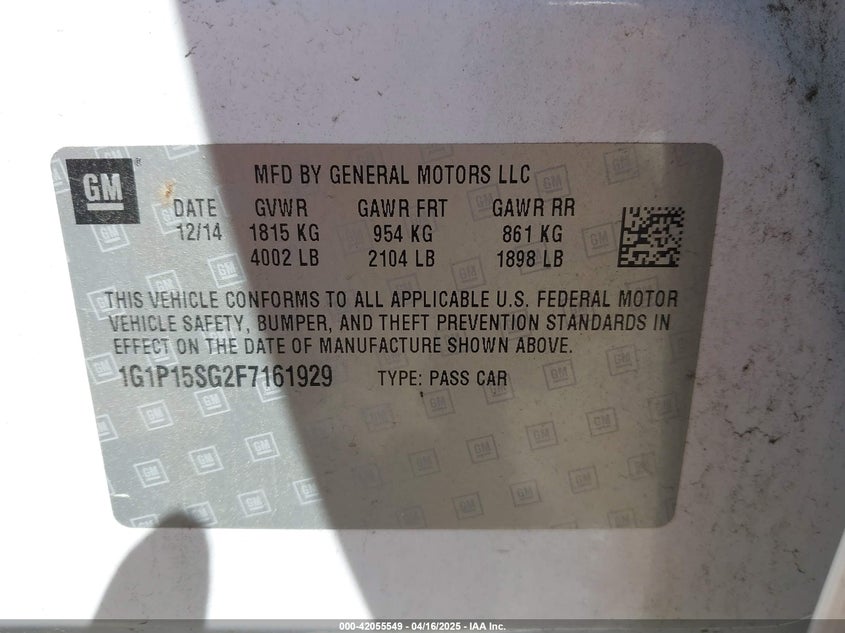 GM
MFD BY GENERAL MOTORS LLC
DATE GVWR GAWR FRT GAWR RR
12/14 1815 KG 954 KG 861 KG
4002 LB 2104 LB 1898 LB
THIS VEHICLE CONFORMS TO ALL APPLICABLE U.S. FEDERAL MOTOR
VEHICLE SAFETY, BUMPER, AND THEFT PREVENTION STANDARDS IN
EFFECT ON THE DATE OF MANUFACTURE SHOWN ABOVE.
1G1P15SG2F7161929 TYPE: PASS CAR
000-42055549 - 04/16/2025 - IAA Inc.